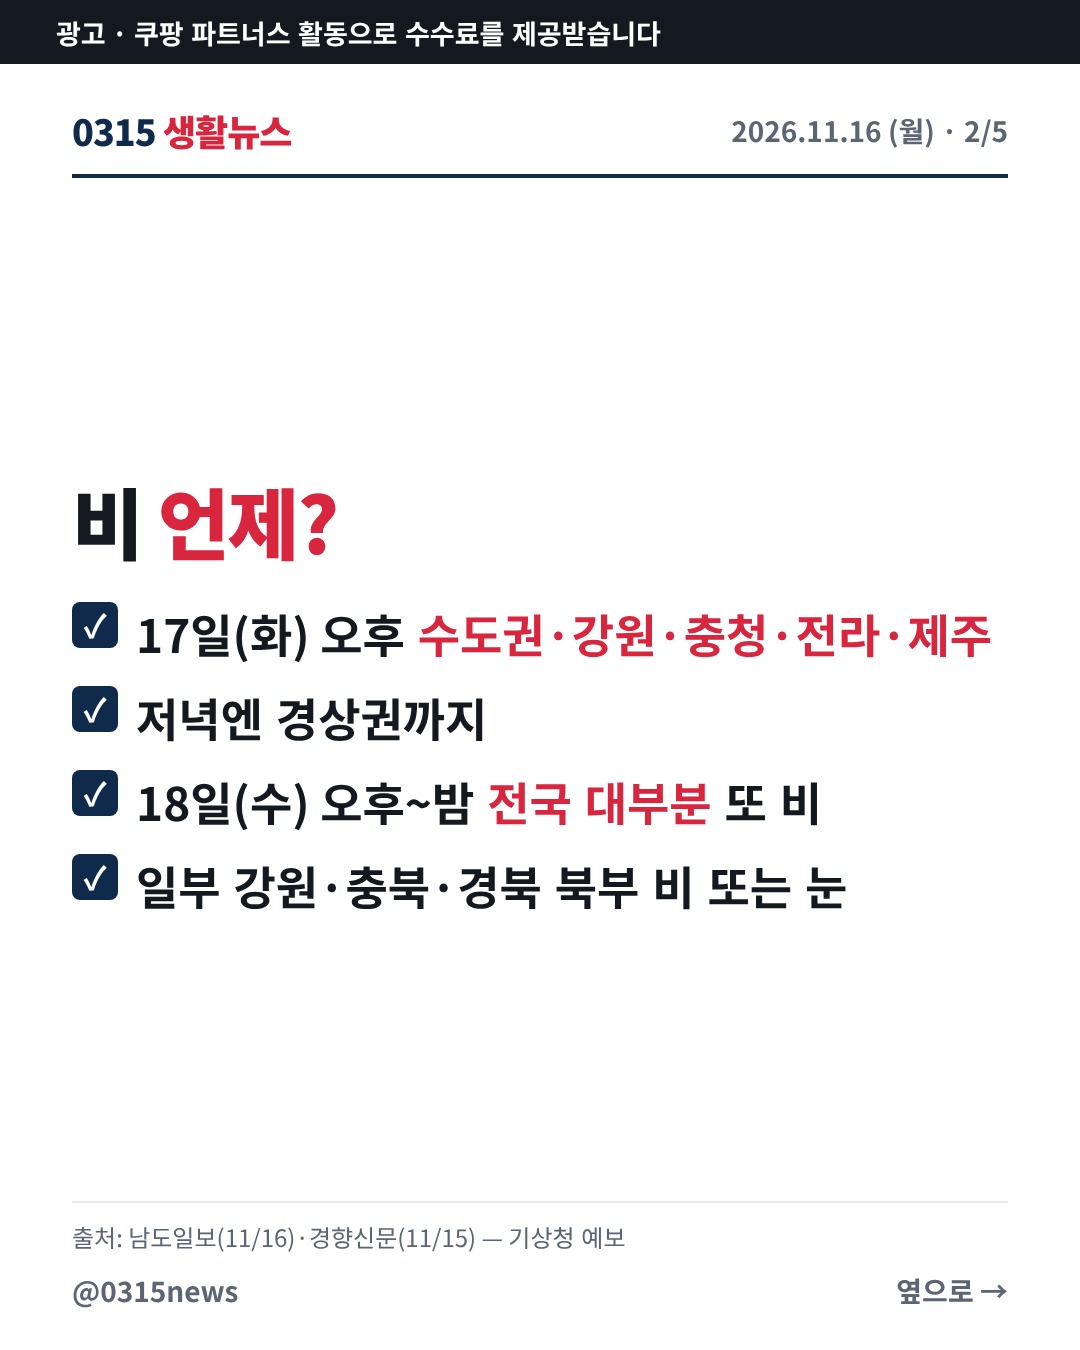 광고 · 쿠팡 파트너스 활동으로 수수료를 제공받습니다
0315 생활뉴스
2026.11.16 (월) · 2/5
비 언제?
✓ 17일(화) 오후 수도권·강원·충청·전라·제주
✓ 저녁엔 경상권까지
✓ 18일(수) 오후~밤 전국 대부분 또 비
✓ 일부 강원·충북·경북 북부 비 또는 눈
출처: 남도일보(11/16)·경향신문(11/15) — 기상청 예보
@0315news
옆으로 →